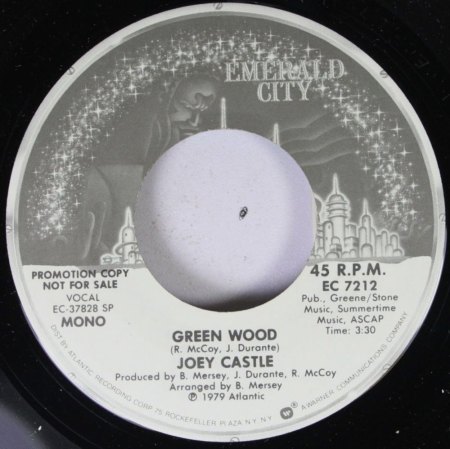 EMERALD
CITY
PROMOTION COPY
NOT FOR SALE
VOCAL
EC-37828 SP
MONO
45 R.P.M.
EC 7212
Pub., Greene/Stone
Music, Summertime
Music, ASCAP
Time: 3:30
GREEN WOOD
(R. McCoy, J. Durante)
JOEY CASTLE
Produced by B. Mersey, J. Durante, R. McCoy
Arranged by B. Mersey
℗ 1979 Atlantic
DIST. BY ATLANTIC RECORDING CORP. 75 ROCKEFELLER PLAZA N.Y. N.Y. A WARNER COMMUNICATIONS COMPANY